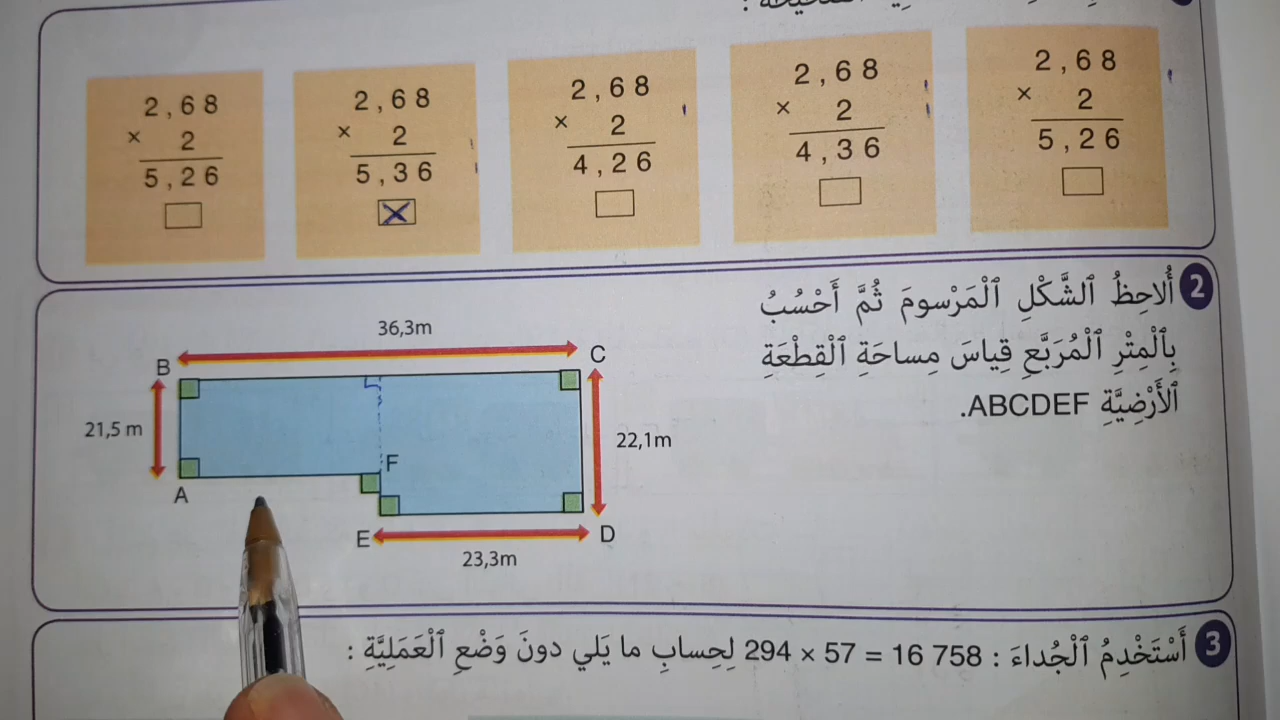 :
2,68
× 2
5,26
2,68
× 2
5,36
2,68
× 2
4,26
2,68
× 2
4,36
2,68
× 2
5,26
2 أُلاحِظُ ٱلشَّكْلِ ٱلْمَرْسومَ ثُمَّ أَحْسُبُ
بِٱلْمِتْرِ ٱلْمُرَبَّعِ قِياسَ مِساحَةِ ٱلْقِطْعَةِ
ٱلْأَرْضِيَّةِ ABCDEF.
36,3m
B
C
21,5 m
22,1m
F
A
E
D
23,3m
3 أَسْتَخْدِمُ ٱلْجُداءَ : 294 × 57 = 16 758 لِحِسابِ ما يَلي دونَ وَضْعِ ٱلْعَمَلِيَّةِ :